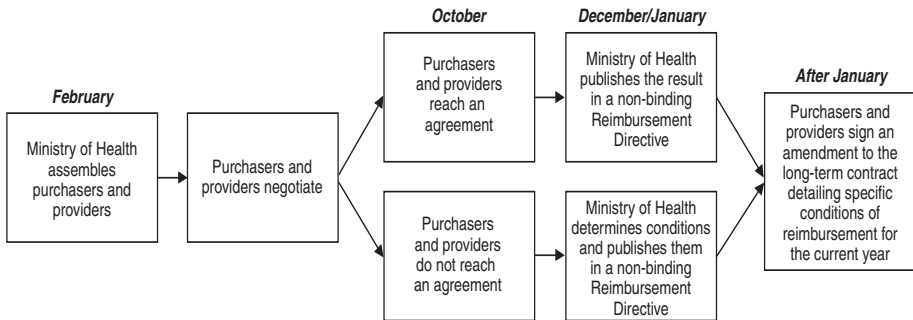 February
Ministry of Health
assembles
purchasers and
providers
Purchasers and
providers negotiate
October
Purchasers
and providers
reach an
agreement
Purchasers
and providers
do not reach
an agreement
December/January
Ministry of Health
publishes the result
in a non-binding
Reimbursement
Directive
Ministry of Health
determines conditions
and publishes them
in a non-binding
Reimbursement
Directive
After January
Purchasers and
providers sign an
amendment to the
long-term contract
detailing specific
conditions of
reimbursement for
the current year